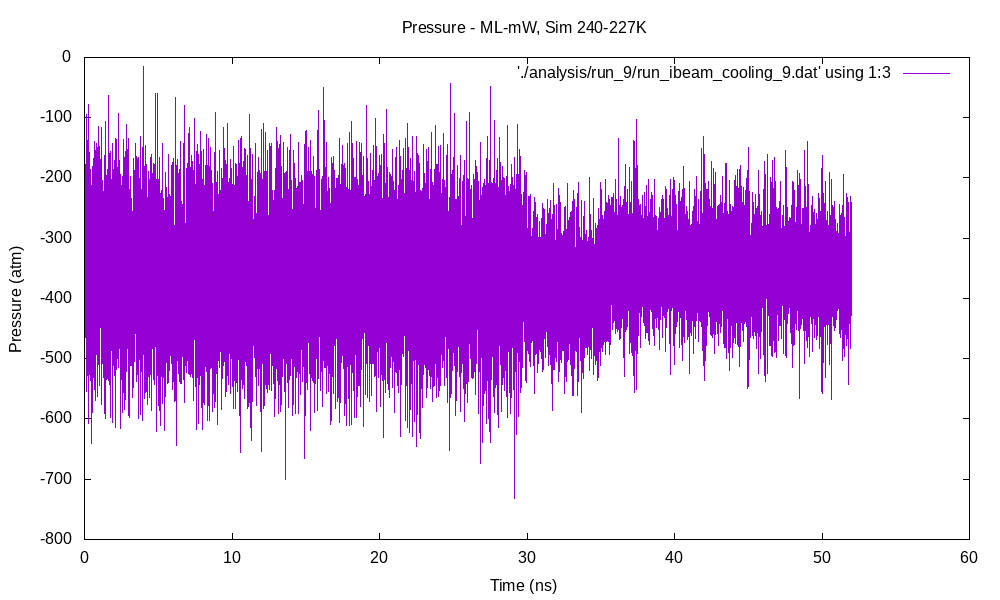 Pressure - ML-mW, Sim 240-227K
'./analysis/run_9/run_ibeam_cooling_9.dat' using 1:3
0
-100
-200
-300
-400
-500
-600
-700
-800
Pressure (atm)
0 10 20 30 40 50 60
Time (ns)